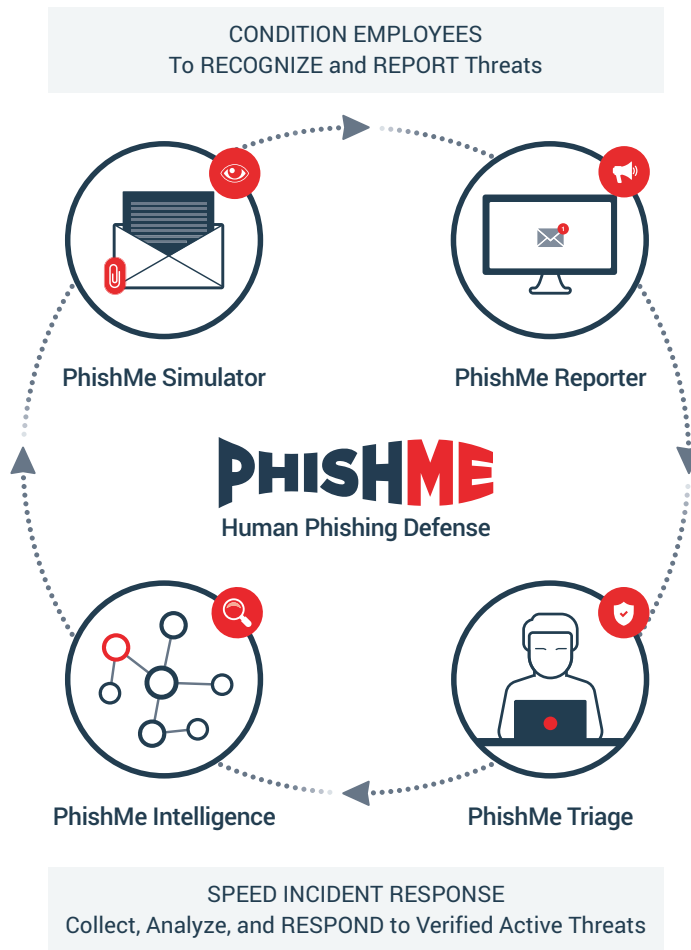 CONDITION EMPLOYEES
To RECOGNIZE and REPORT Threats
1
PhishMe Simulator
PhishMe Reporter
PHISHME
Human Phishing Defense
PhishMe Intelligence
PhishMe Triage
SPEED INCIDENT RESPONSE
Collect, Analyze, and RESPOND to Verified Active Threats